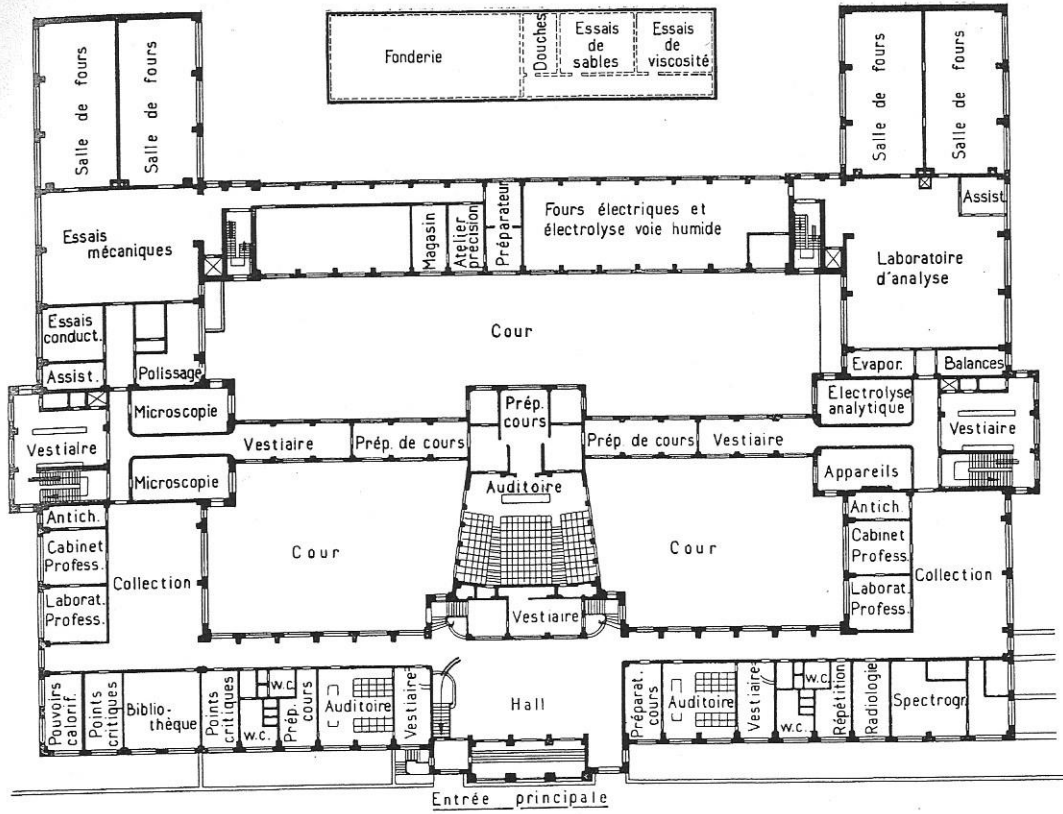 Salle de fours
Salle de fours
Fonderie
Douches
Essais
de
sables
Essais
de
viscosité
Salle de fours
Salle de fours
Essais
mécaniques
Magasin
Atelier
précision
Préparateur
Fours électriques et
électrolyse voie humide
Assist.
Laboratoire
d'analyse
Essais
conduct.
Assist.
Polissage
Cour
Evapor.
Balances
Microscopie
Vestiaire
Vestiaire
Prép. de cours
Prép.
cours
Prép. de cours
Vestiaire
Electrolyse
analytique
Vestiaire
Microscopie
Auditoire
Appareils
Antich.
Cabinet
Profess.
Collection
Laborat.
Profess.
Cour
Cour
Antich.
Cabinet
Profess.
Collection
Laborat.
Profess.
Vestiaire
Pouvoirs
calorif.
Points
critiques
Biblio-
thèque
Points
critiques
W.C.
W.C.
Prép.
cours
Auditoire
Vestiaire
Hall
Préparat.
cours
Auditoire
Vestiaire
W.C.
W.C.
Répétition
Radiologie
Spectrogr.
Entrée principale